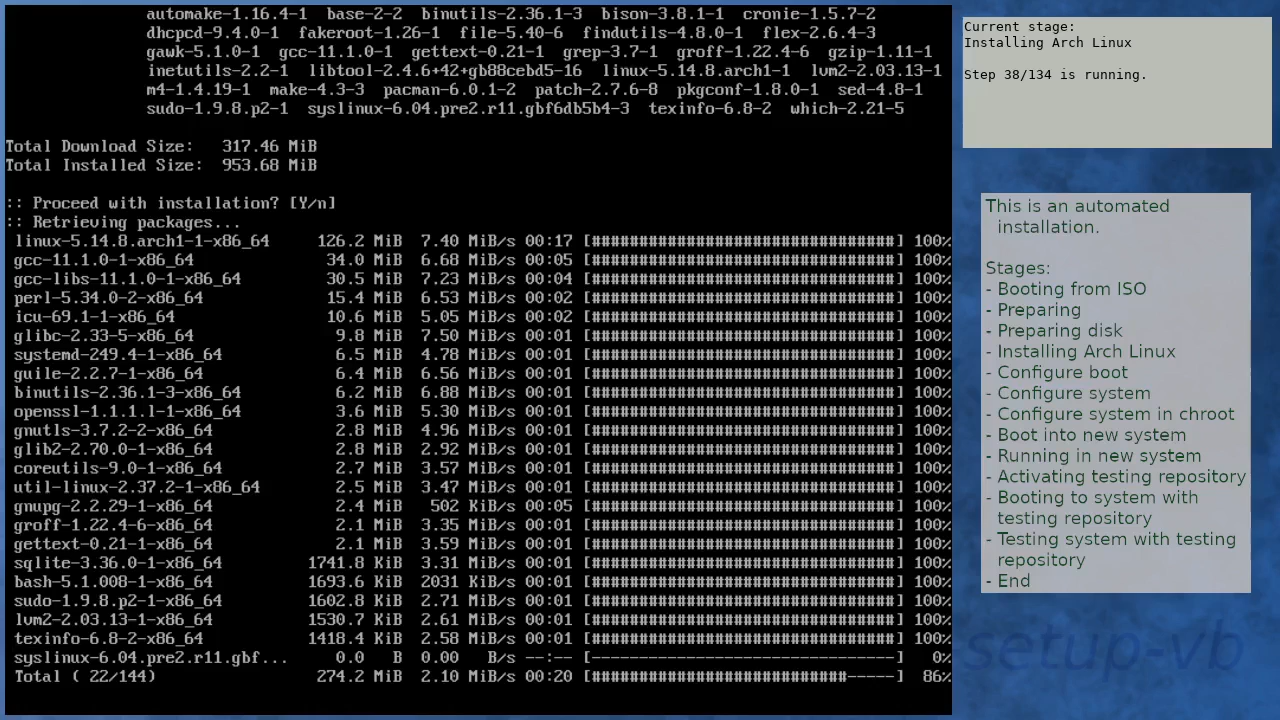 automake-1.16.4-1  base-2-2  binutils-2.36.1-3  bison-3.8.1-1  cronie-1.5.7-2
dhcpcd-9.4.0-1  fakeroot-1.26-1  file-5.40-6  findutils-4.8.0-1  flex-2.6.4-3
gawk-5.1.0-1  gcc-11.1.0-1  gettext-0.21-1  grep-3.7-1  groff-1.22.4-6  gzip-1.11-1
inetutils-2.2-1  libtool-2.4.6+42+gb88cebd5-16  linux-5.14.8.arch1-1  lvm2-2.03.13-1
m4-1.4.19-1  make-4.3-3  pacman-6.0.1-2  patch-2.7.6-8  pkgconf-1.8.0-1  sed-4.8-1
sudo-1.9.8.p2-1  syslinux-6.04.pre2.r11.gbf6db5b4-3  texinfo-6.8-2  which-2.21-5
Total Download Size:   317.46 MiB
Total Installed Size:  953.68 MiB
:: Proceed with installation? [Y/n]
:: Retrieving packages...
linux-5.14.8.arch1-1-x86_64     126.2 MiB  7.40 MiB/s 00:17 [################################] 100%
gcc-11.1.0-1-x86_64     34.0 MiB  6.68 MiB/s 00:05 [################################] 100%
gcc-libs-11.1.0-1-x86_64     30.5 MiB  7.23 MiB/s 00:04 [################################] 100%
perl-5.34.0-2-x86_64     15.4 MiB  6.53 MiB/s 00:02 [################################] 100%
icu-69.1-1-x86_64     10.6 MiB  5.05 MiB/s 00:02 [################################] 100%
glibc-2.33-5-x86_64     9.8 MiB  7.50 MiB/s 00:01 [################################] 100%
systemd-249.4-1-x86_64     6.5 MiB  4.78 MiB/s 00:01 [################################] 100%
guile-2.2.7-1-x86_64     6.4 MiB  6.56 MiB/s 00:01 [################################] 100%
binutils-2.36.1-3-x86_64     6.2 MiB  6.88 MiB/s 00:01 [################################] 100%
openssl-1.1.1.l-1-x86_64     3.6 MiB  5.30 MiB/s 00:01 [################################] 100%
gnutls-3.7.2-2-x86_64     2.8 MiB  4.96 MiB/s 00:01 [################################] 100%
glib2-2.70.0-1-x86_64     2.8 MiB  2.92 MiB/s 00:01 [################################] 100%
coreutils-9.0-1-x86_64     2.7 MiB  3.57 MiB/s 00:01 [################################] 100%
util-linux-2.37.2-1-x86_64     2.5 MiB  3.47 MiB/s 00:01 [################################] 100%
gnupg-2.2.29-1-x86_64     2.4 MiB  502 KiB/s 00:05 [################################] 100%
groff-1.22.4-6-x86_64     2.1 MiB  3.35 MiB/s 00:01 [################################] 100%
gettext-0.21-1-x86_64     2.1 MiB  3.59 MiB/s 00:01 [################################] 100%
sqlite-3.36.0-1-x86_64     1741.8 KiB  3.31 MiB/s 00:01 [################################] 100%
bash-5.1.008-1-x86_64     1693.6 KiB  2031 KiB/s 00:01 [################################] 100%
sudo-1.9.8.p2-1-x86_64     1602.8 KiB  2.71 MiB/s 00:01 [################################] 100%
lvm2-2.03.13-1-x86_64     1530.7 KiB  2.61 MiB/s 00:01 [################################] 100%
texinfo-6.8-2-x86_64     1418.4 KiB  2.58 MiB/s 00:01 [################################] 100%
syslinux-6.04.pre2.r11.gbf...     0.0   B  0.00   B/s --:-- [--------------------------------] 0%
Total ( 22/144)     274.2 MiB  2.10 MiB/s 00:20 [###########################-----] 86%
Current stage:
Installing Arch Linux
Step 38/134 is running.
This is an automated
installation.
Stages:
- Booting from ISO
- Preparing
- Preparing disk
- Installing Arch Linux
- Configure boot
- Configure system
- Configure system in chroot
- Boot into new system
- Running in new system
- Activating testing repository
- Booting to system with
testing repository
- Testing system with testing
repository
- End
setup-vb